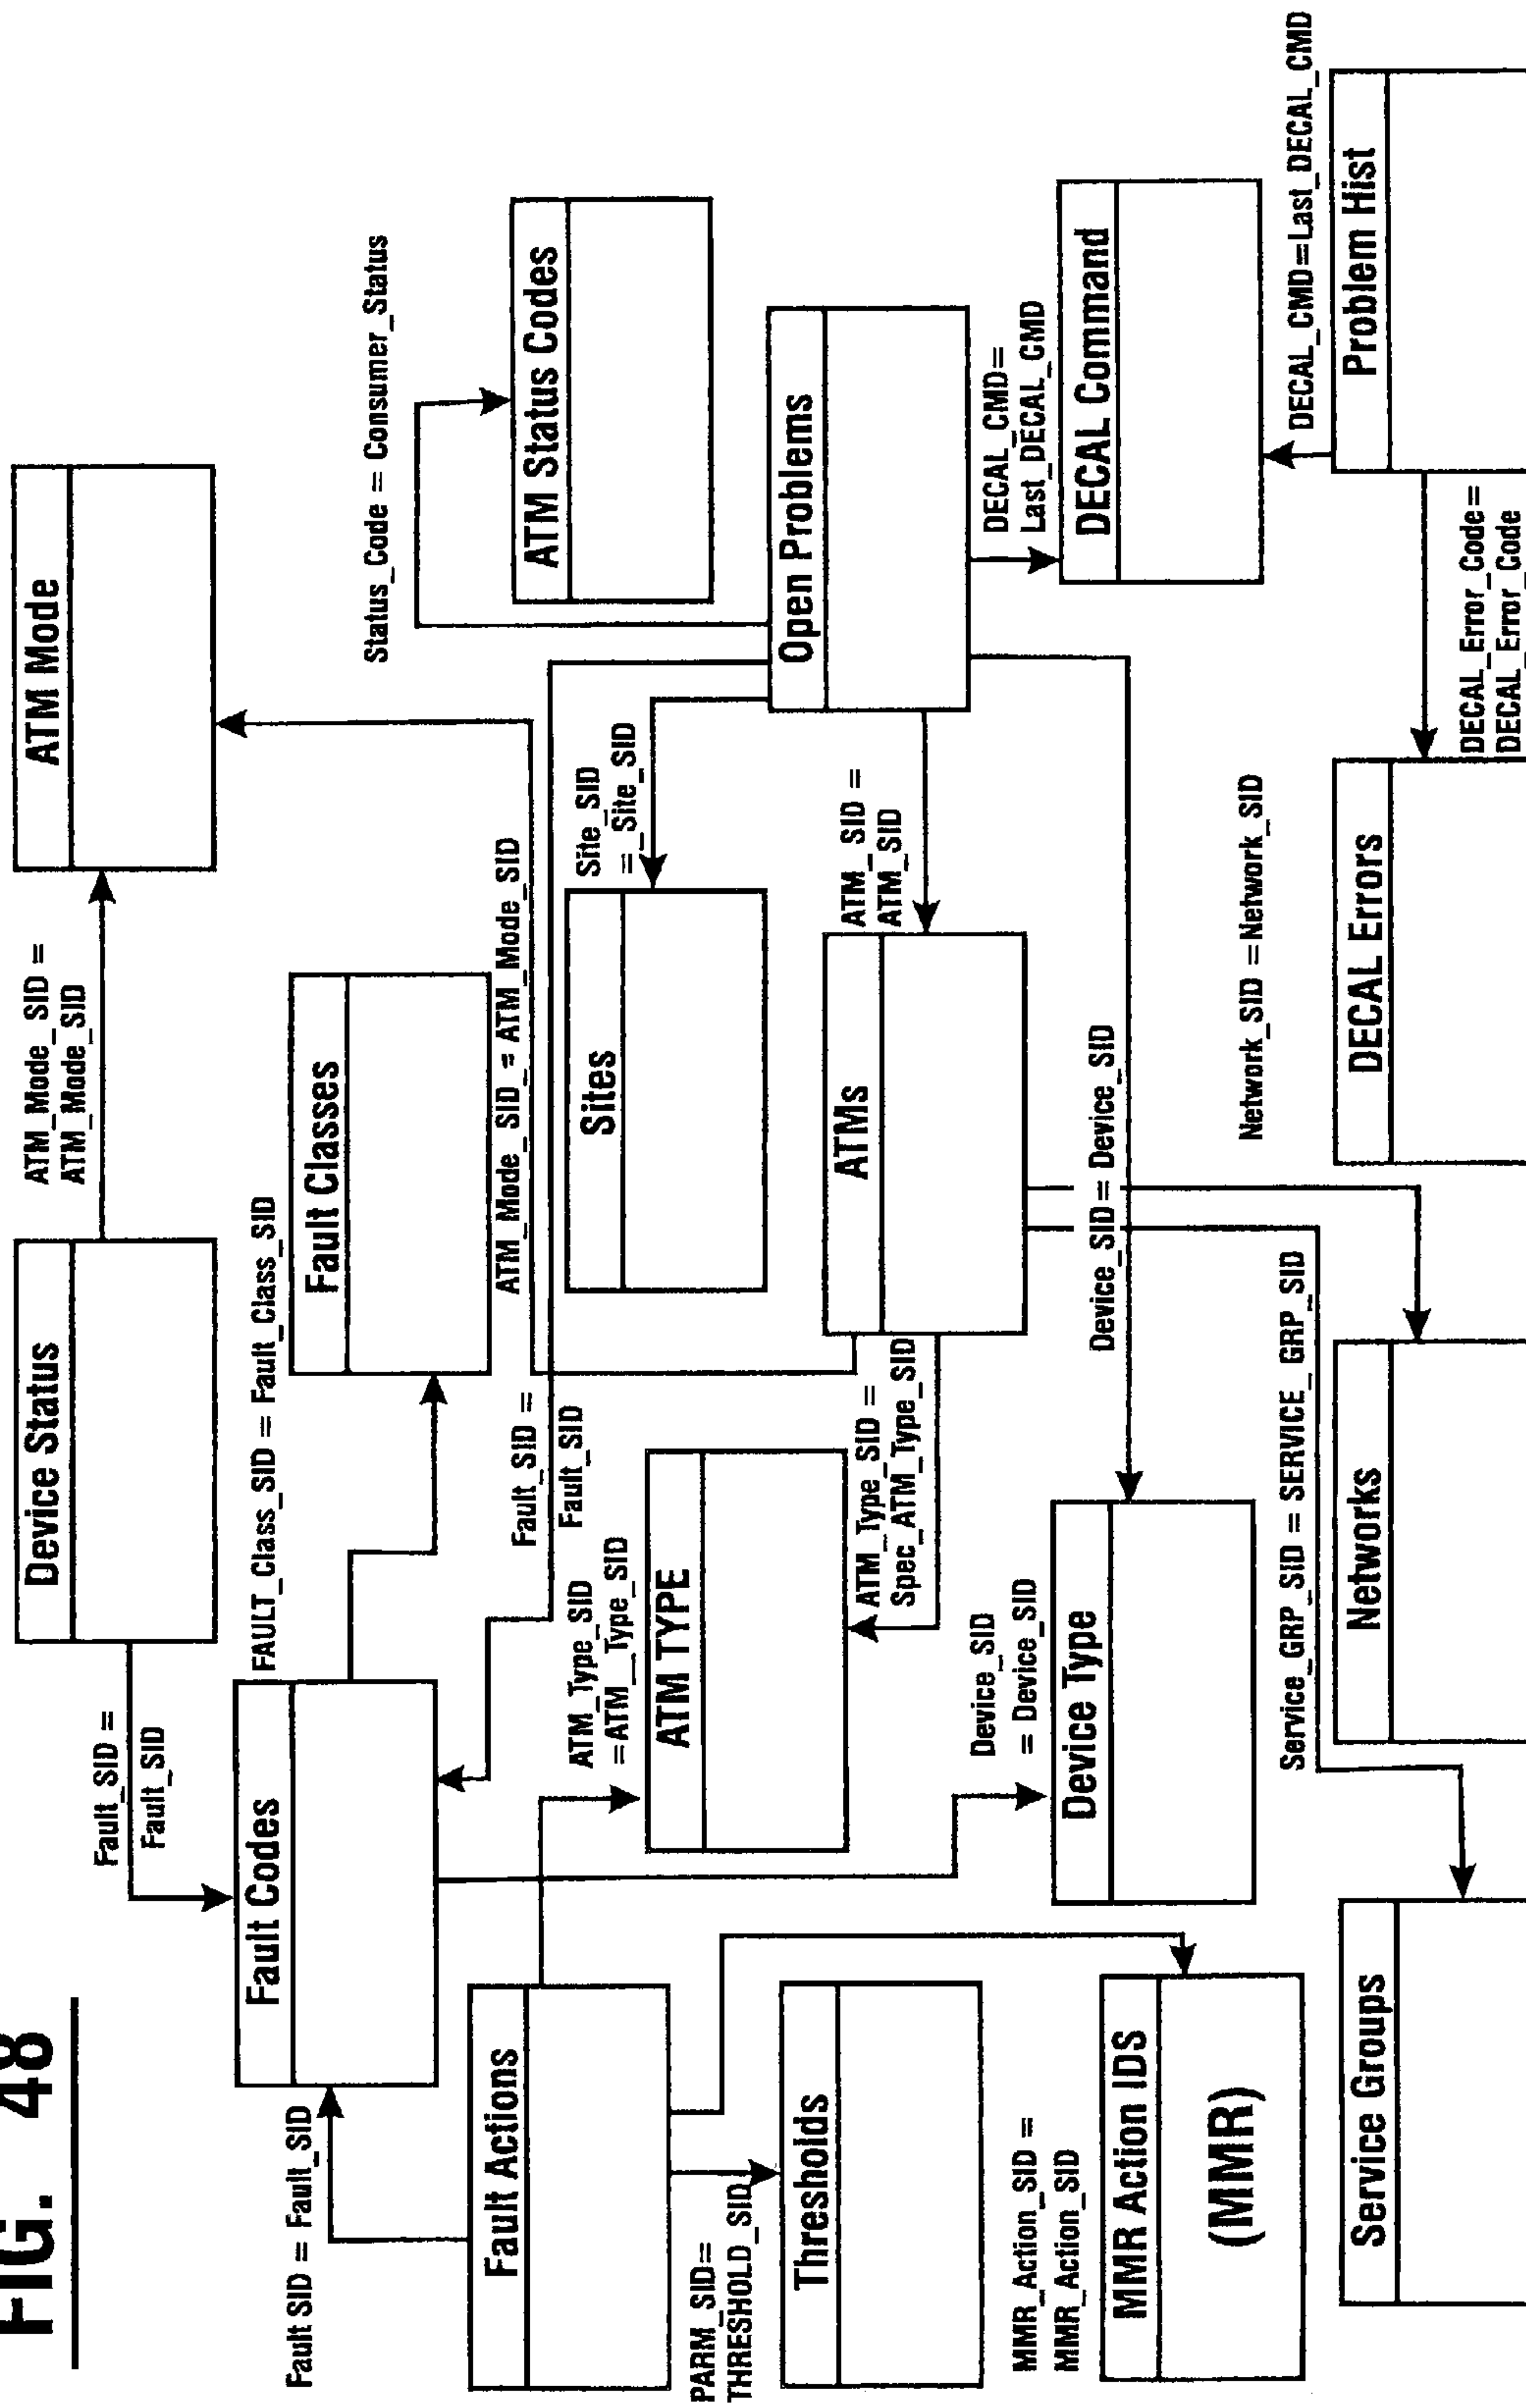 FIG. 48
Device Status
ATM_Mode_SID =
ATM_Mode_SID
ATM Mode
Fault_SID =
Fault_SID
Fault SID = Fault_SID
Fault Codes
FAULT_Class_SID = Fault_Class_SID
Fault Classes
Status_Code = Consumer_Status
ATM Status Codes
ATM_Mode_SID = ATM_Mode_SID
Fault_SID =
Fault_SID
Fault Actions
ATM_Type_SID
=ATM_Type_SID
ATM TYPE
Sites
Site_SID
=_Site_SID
Open Problems
PARM_SID=
THRESHOLD_SID
Thresholds
ATM_Type_SID =
Spec_ATM_Type_SID
ATMs
ATM_SID =
ATM_SID
DECAL_CMD=
Last_DECAL_CMD
DECAL Command
MMR_Action_SID =
MMR_Action_SID
MMR Action IDS
(MMR)
Device_SID
= Device_SID
Device Type
Device_SID= Device_SID
Network_SID =Network_SID
DECAL_CMD=Last_DECAL_CMD
Service_GRP_SID = SERVICE_GRP_SID
Service Groups
Networks
DECAL Errors
Problem Hist
DECAL_Error_Code=
DECAL_Error_Code